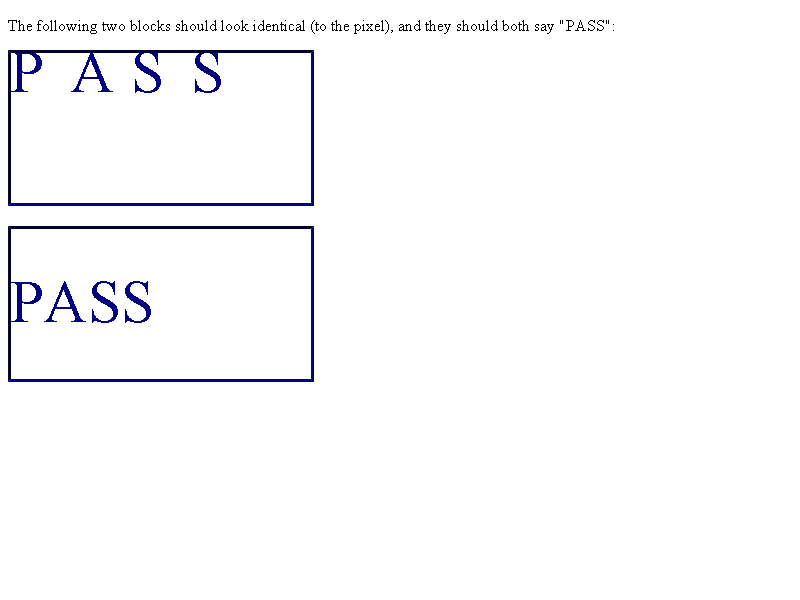 The following two blocks should look identical (to the pixel), and they should both say "PASS":
P A S S
PASS